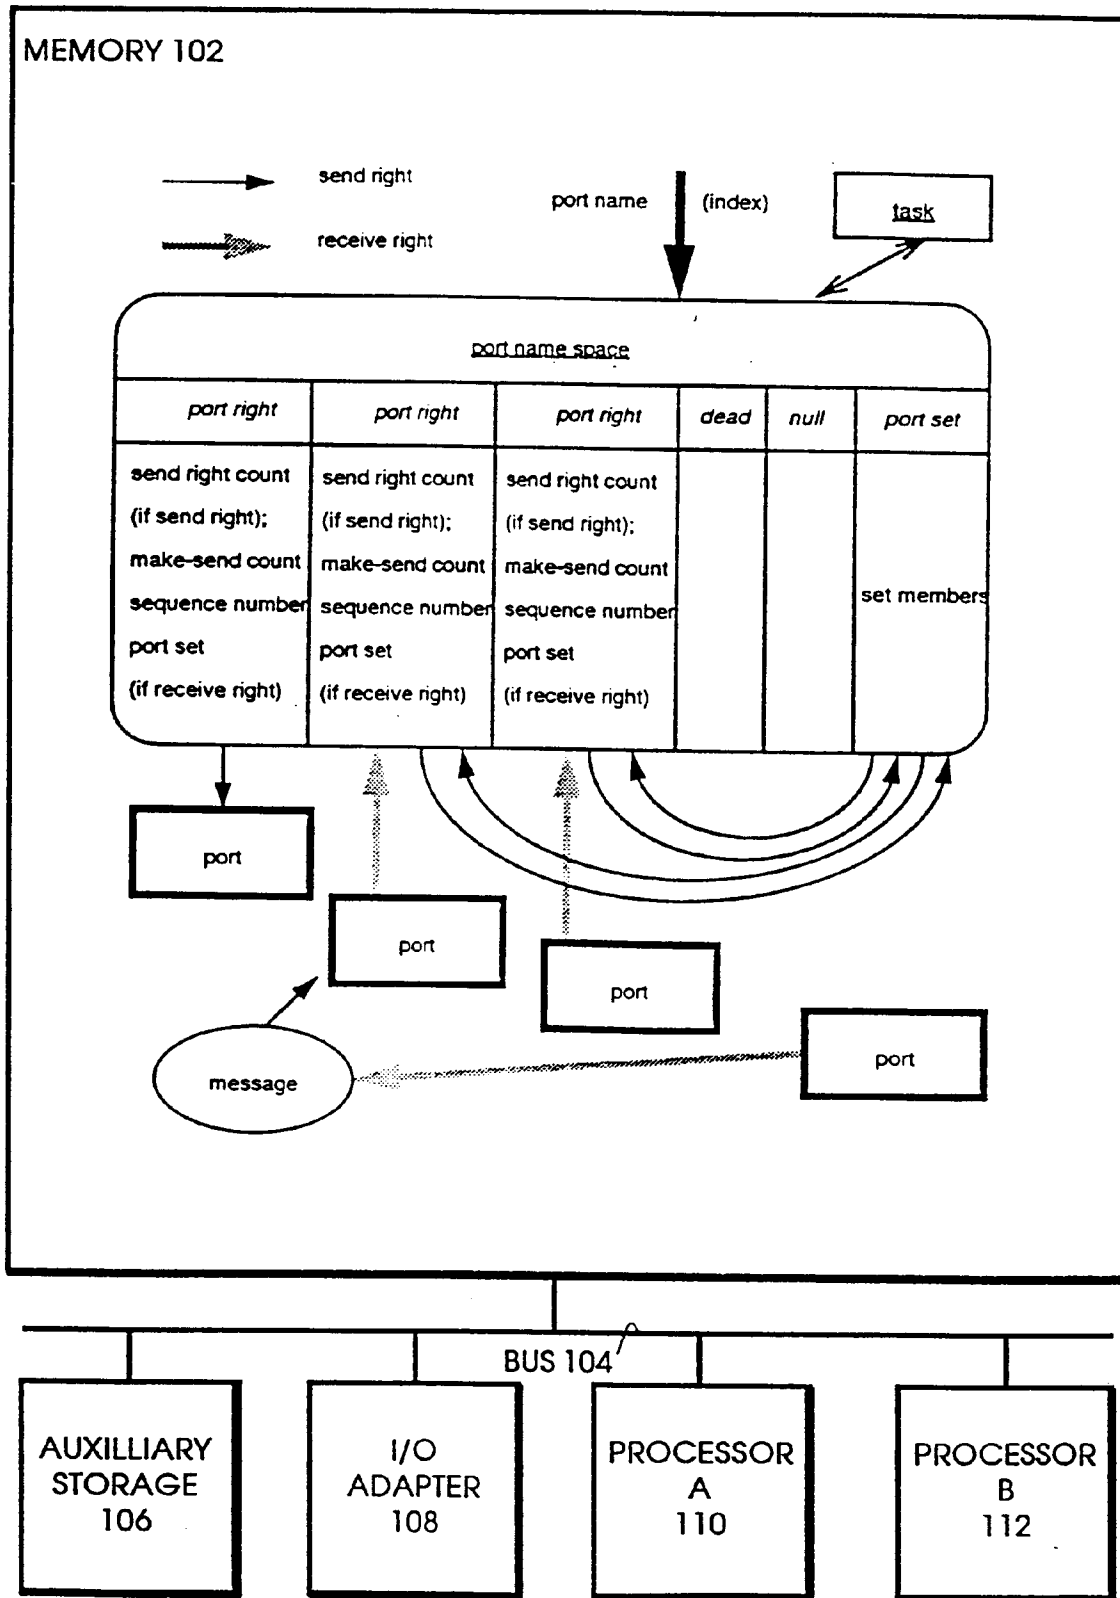 MEMORY 102
send right
receive right
port name
(index)
task
port name space
port right
port right
port right
dead
null
port set
send right count
(if send right);
make-send count
sequence number
port set
(if receive right)
send right count
(if send right);
make-send count
sequence number
port set
(if receive right)
send right count
(if send right);
make-send count
sequence number
port set
(if receive right)
set members
port
port
port
port
message
BUS 104
AUXILLIARY
STORAGE
106
I/O
ADAPTER
108
PROCESSOR
A
110
PROCESSOR
B
112